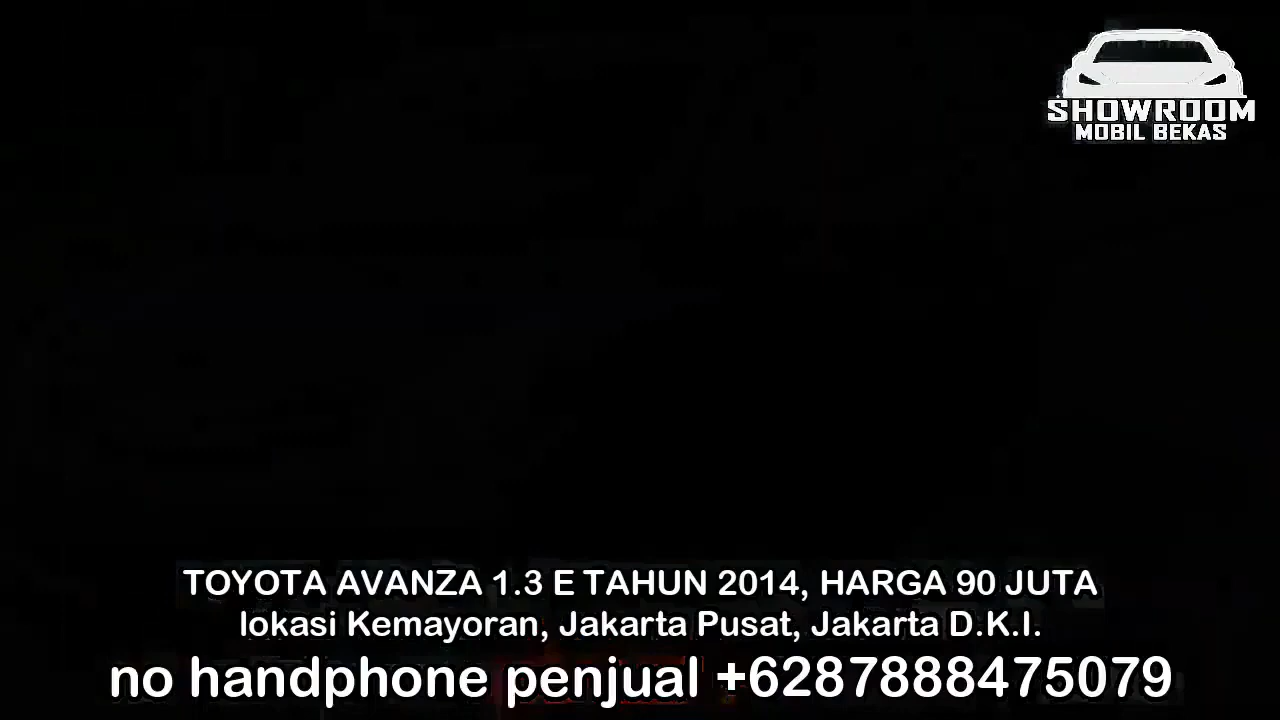 SHOWROOM
MOBIL BEKAS
TOYOTA AVANZA 1.3 E TAHUN 2014, HARGA 90 JUTA
lokasi Kemayoran, Jakarta Pusat, Jakarta D.K.I.
no handphone penjual +6287888475079